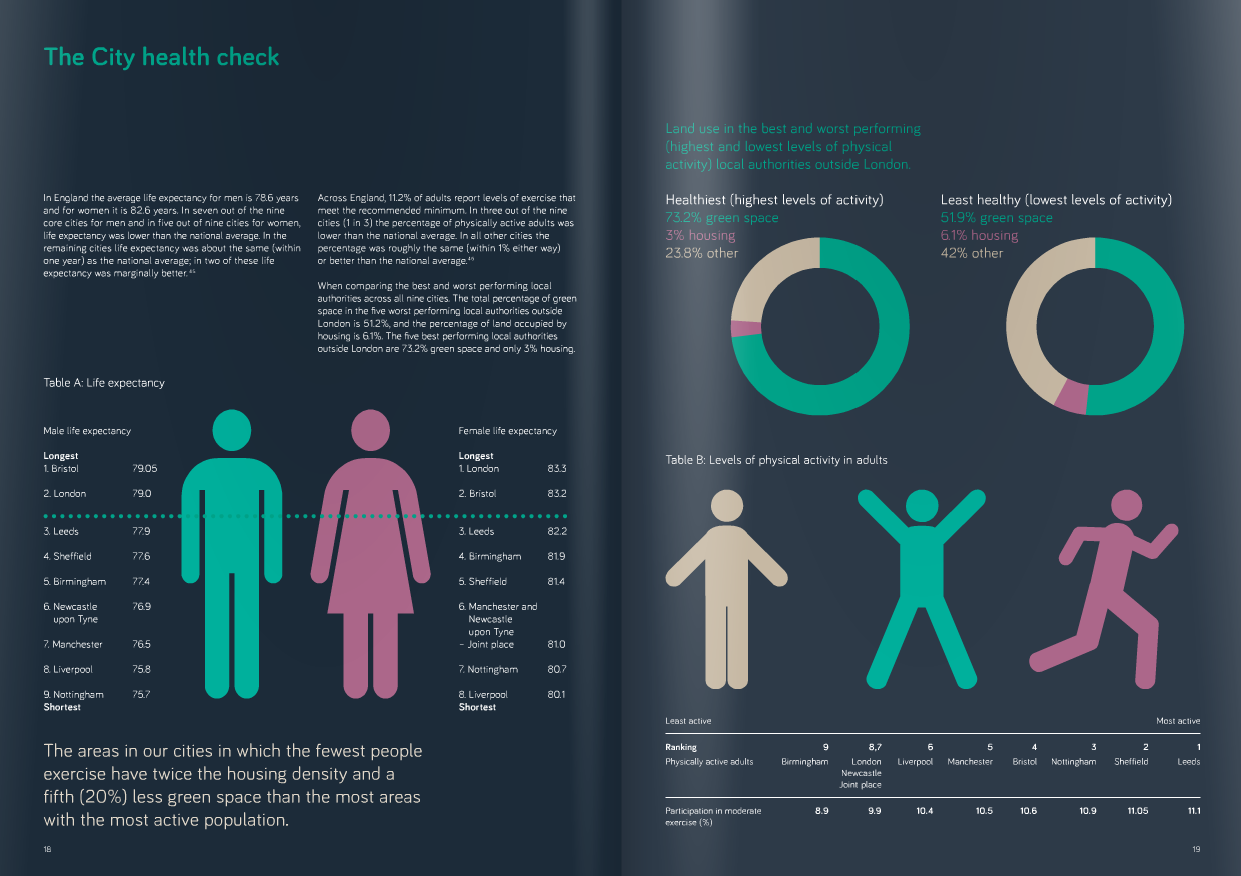 The City health check
In England the average life expectancy for men is 78.6 years
and for women it is 82.6 years. In seven out of the nine
core cities for men and in five out of nine cities for women,
life expectancy was lower than the national average. In the
remaining cities life expectancy was about the same (within
one year) as the national average; in two of these life
expectancy was marginally better.⁴⁵
Across England, 11.2% of adults report levels of exercise that
meet the recommended minimum. In three out of the nine
cities (1 in 3) the percentage of physically active adults was
lower than the national average. In all other cities the
percentage was roughly the same (within 1% either way)
or better than the national average.⁴⁶
When comparing the best and worst performing local
authorities across all nine cities. The total percentage of green
space in the five worst performing local authorities outside
London is 51.2%, and the percentage of land occupied by
housing is 6.1%. The five best performing local authorities
outside London are 73.2% green space and only 3% housing.
Table A: Life expectancy
Male life expectancy
Longest
1. Bristol 79.05
2. London 79.0
3. Leeds 77.9
4. Sheffield 77.6
5. Birmingham 77.4
6. Newcastle 76.9
upon Tyne
7. Manchester 76.5
8. Liverpool 75.8
9. Nottingham 75.7
Shortest
Female life expectancy
Longest
1. London 83.3
2. Bristol 83.2
3. Leeds 82.2
4. Birmingham 81.9
5. Sheffield 81.4
6. Manchester and
Newcastle
upon Tyne
– Joint place 81.0
7. Nottingham 80.7
8. Liverpool 80.1
Shortest
The areas in our cities in which the fewest people
exercise have twice the housing density and a
fifth (20%) less green space than the most areas
with the most active population.
18
Land use in the best and worst performing
(highest and lowest levels of physical
activity) local authorities outside London.
Healthiest (highest levels of activity)
73.2% green space
3% housing
23.8% other
Least healthy (lowest levels of activity)
51.9% green space
6.1% housing
42% other
Table B: Levels of physical activity in adults
Least active Most active
Ranking 9 8,7 6 5 4 3 2 1
Physically active adults Birmingham London Liverpool Manchester Bristol Nottingham Sheffield Leeds
Newcastle
Joint place
Participation in moderate 8.9 9.9 10.4 10.5 10.6 10.9 11.05 11.1
exercise (%)
19